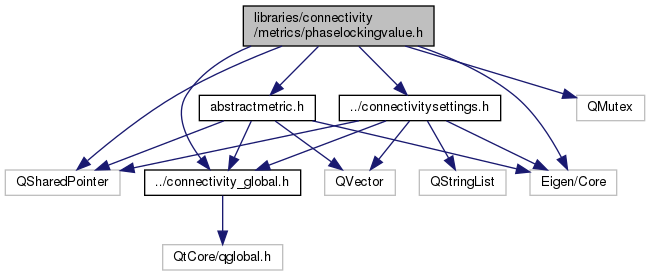 libraries/connectivity
/metrics/phaselockingvalue.h
abstractmetric.h
../connectivitysettings.h
QMutex
QSharedPointer
../connectivity_global.h
QVector
QStringList
Eigen/Core
QtCore/qglobal.h